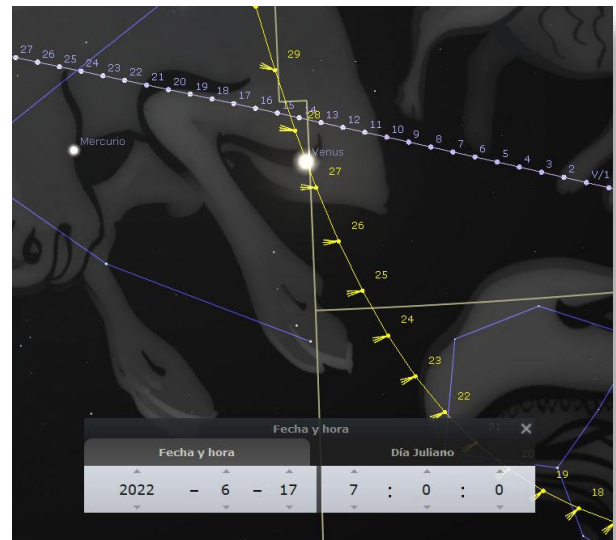 29
27 26 25 24 23 22 21 20 19 18 17 16 15 14 13 12 11 10 9 8 7 6 5 4 3 2 V/1
28
Mercurio
Venus
27
26
25
24
23
22
21
20
19
18
Fecha y hora
Fecha y hora Día Juliano
2022 - 6 - 17 7 : 0 : 0